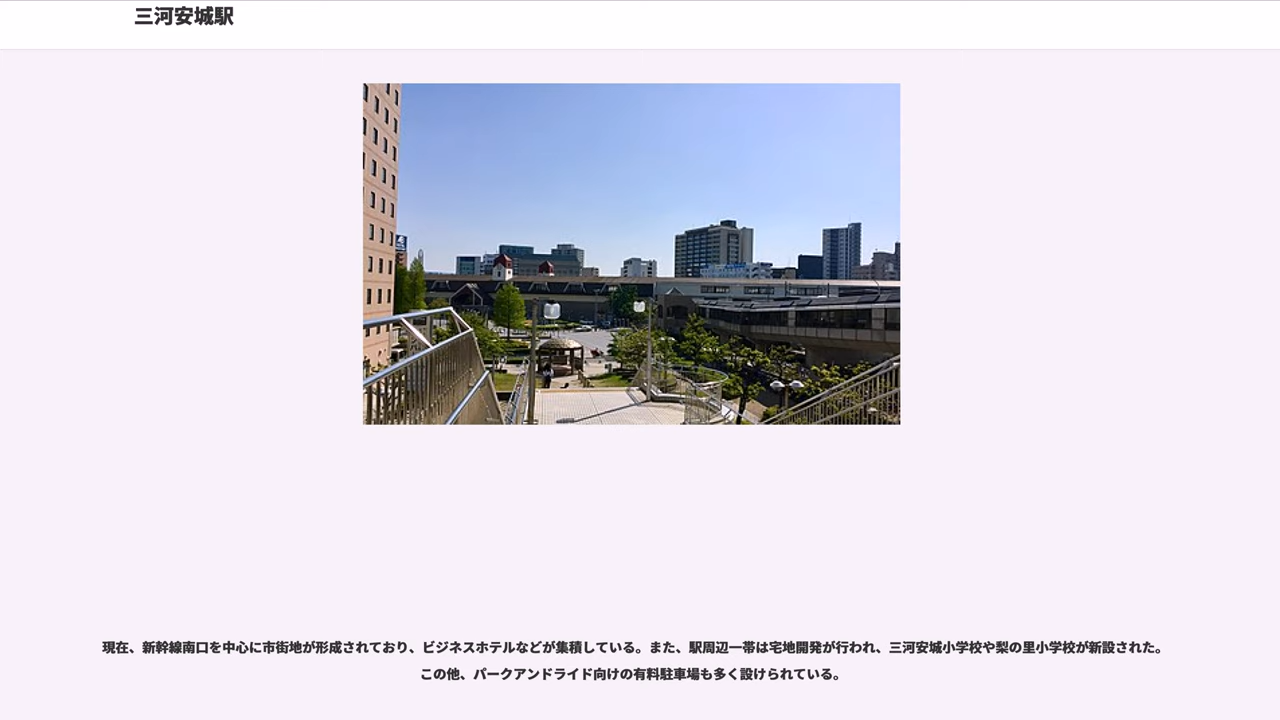 三河安城駅
現在、新幹線南口を中心に市街地が形成されており、ビジネスホテルなどが集積している。また、駅周辺一帯は宅地開発が行われ、三河安城小学校や梨の里小学校が新設された。
この他、パークアンドライド向けの有料駐車場も多く設けられている。